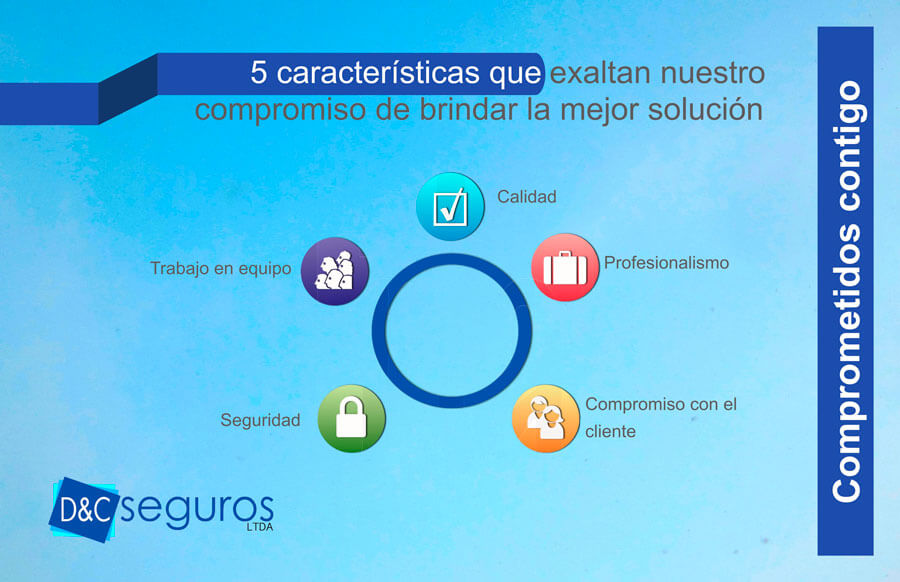 5 características que exaltan nuestro
compromiso de brindar la mejor solución
Calidad
Trabajo en equipo
Profesionalismo
Seguridad
Compromiso con el
cliente
D&C seguros
LTDA
Comprometidos contigo